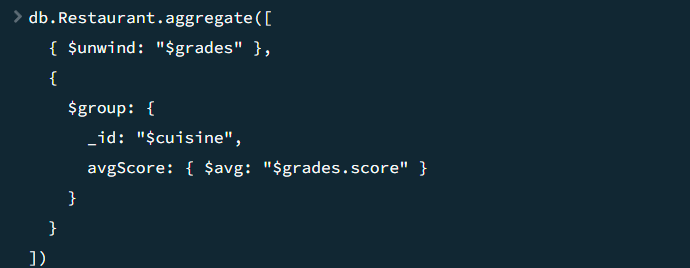 > db.Restaurant.aggregate([
{ $unwind: "$grades" },
{
$group: {
_id: "$cuisine",
avgScore: { $avg: "$grades.score" }
}
}
])